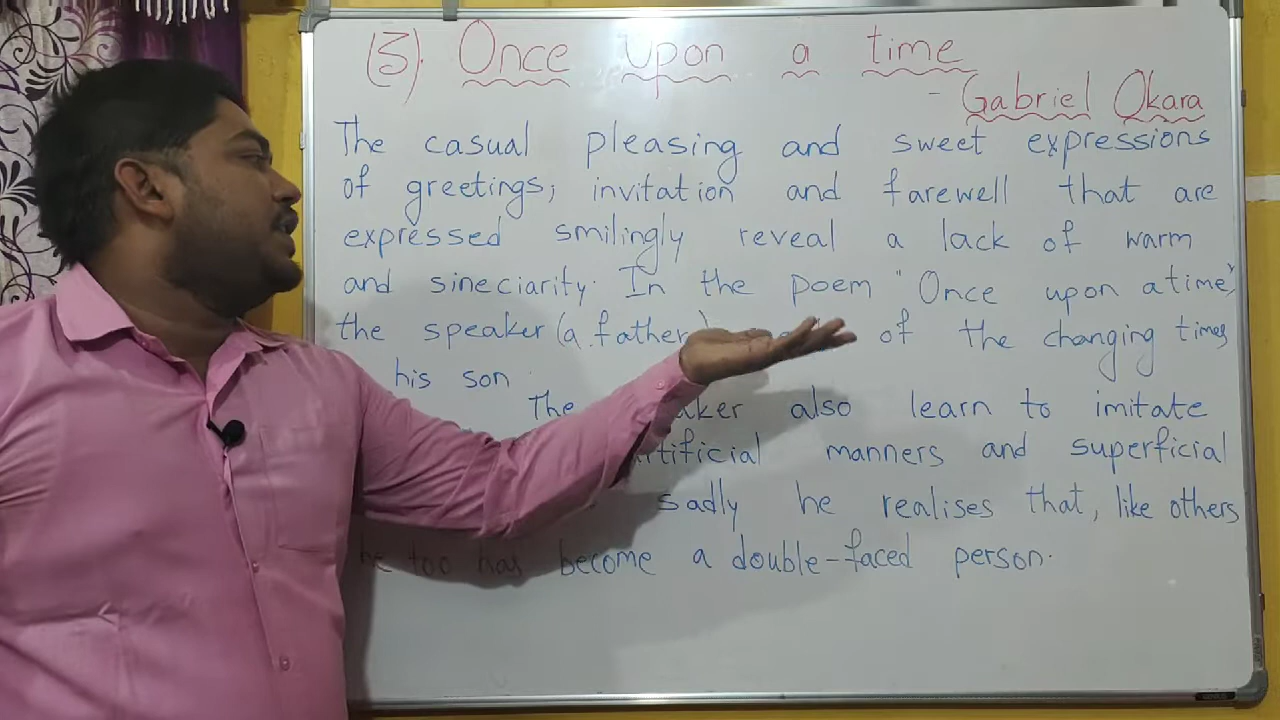 (5). Once upon a time
- Gabriel Okara
The casual pleasing and sweet expressions
of greetings, invitation and farewell that are
expressed smilingly reveal a lack of warm
and sineciarity. In the poem "Once upon a time"
the speaker (a father) of the changing times
his son
The also learn to imitate
manners and superficial
sadly he realises that, like others
he too has become a double-faced person.